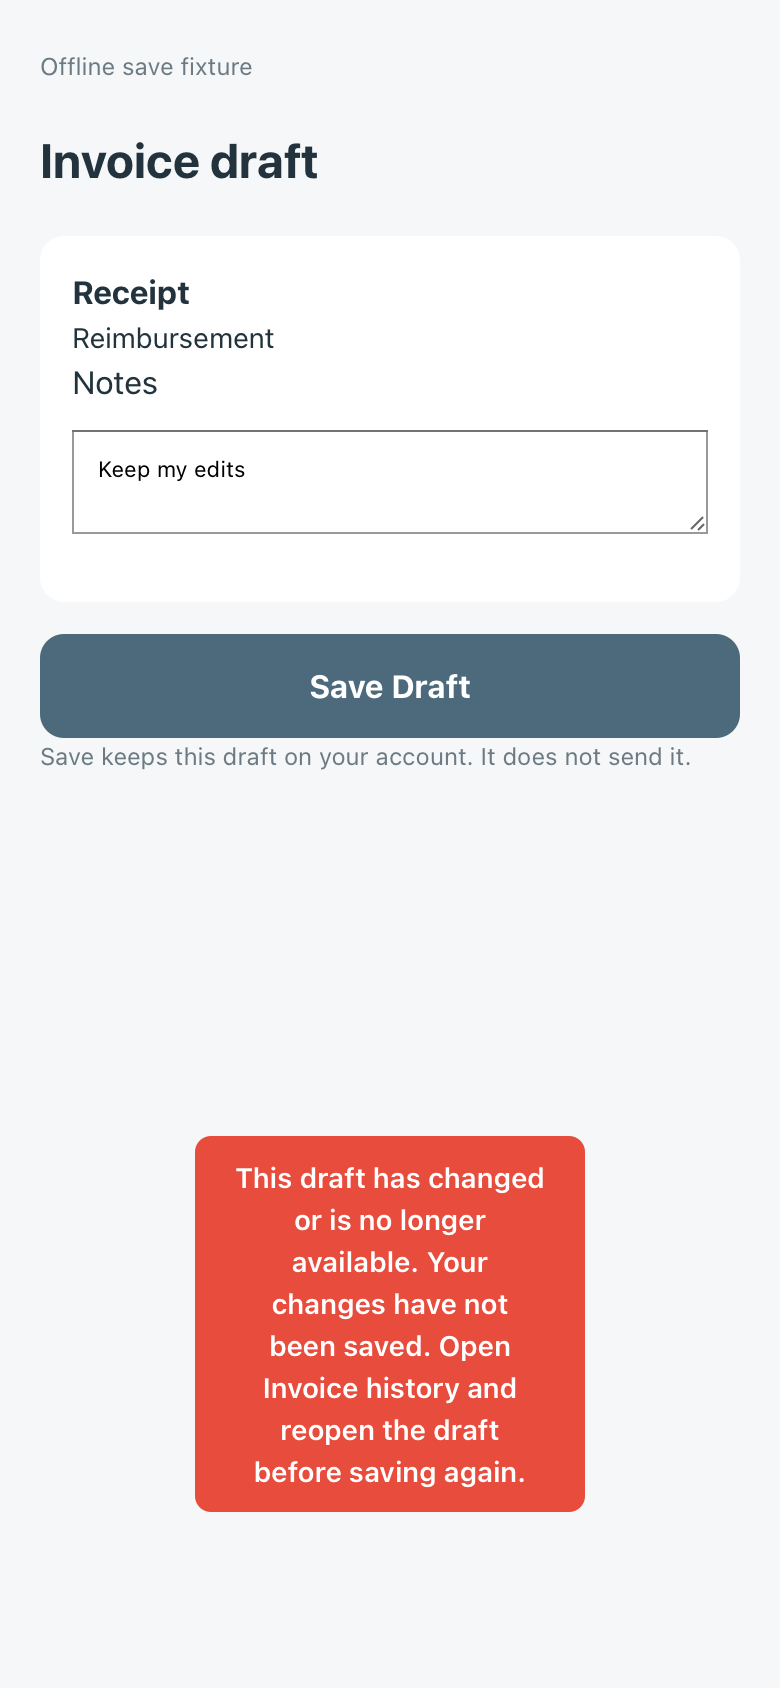 Offline save fixture
Invoice draft
Receipt
Reimbursement
Notes
Keep my edits
Save Draft
Save keeps this draft on your account. It does not send it.
This draft has changed
or is no longer
available. Your
changes have not
been saved. Open
Invoice history and
reopen the draft
before saving again.